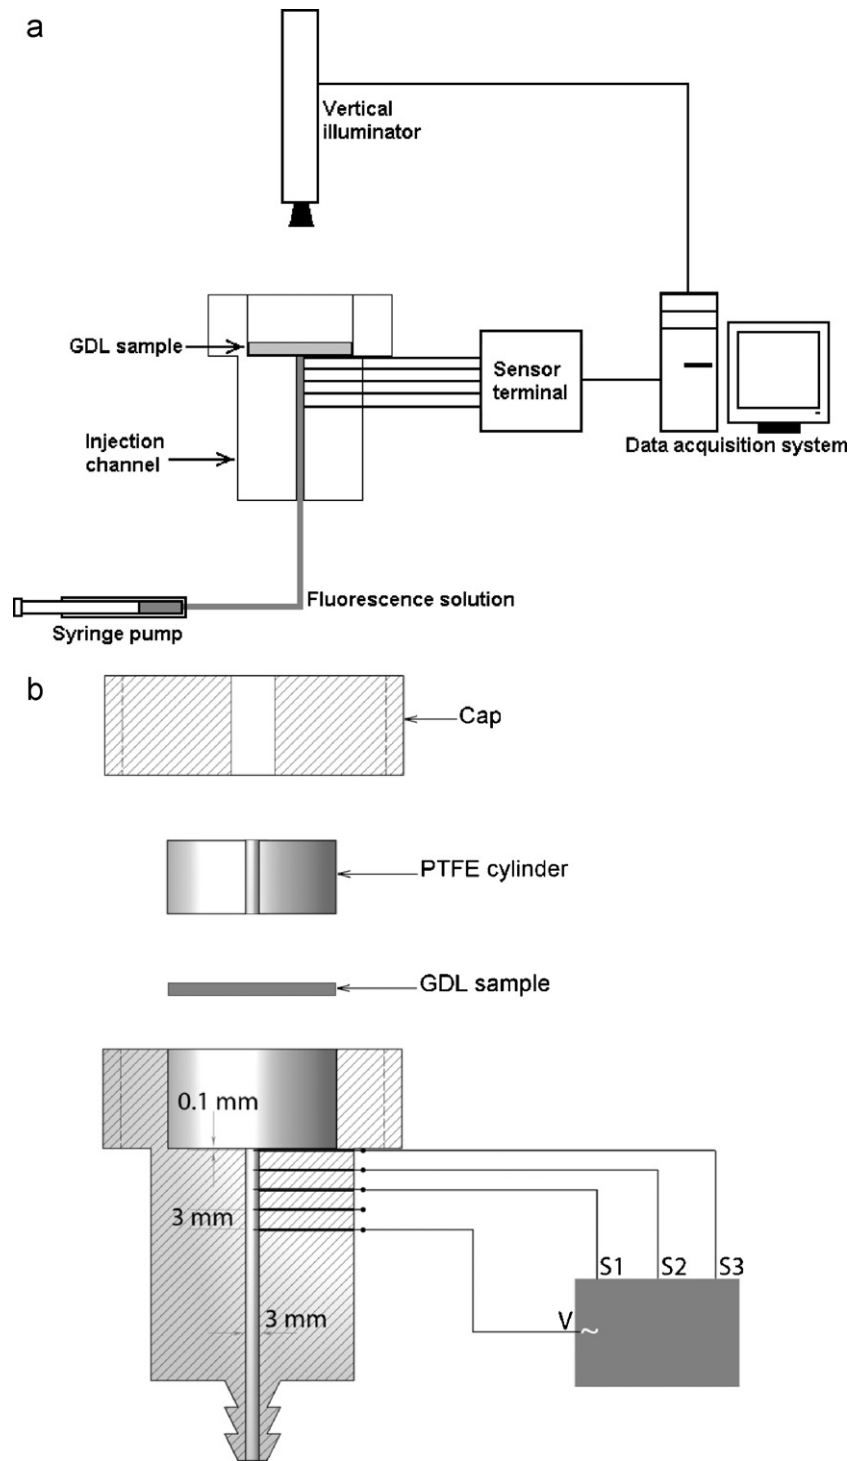 a
Vertical
illuminator
GDL sample
Sensor
terminal
Injection
channel
Data acquisition system
Fluorescence solution
Syringe pump
b
Cap
PTFE cylinder
GDL sample
0.1 mm
3 mm
S1 S2 S3
V ~
3 mm